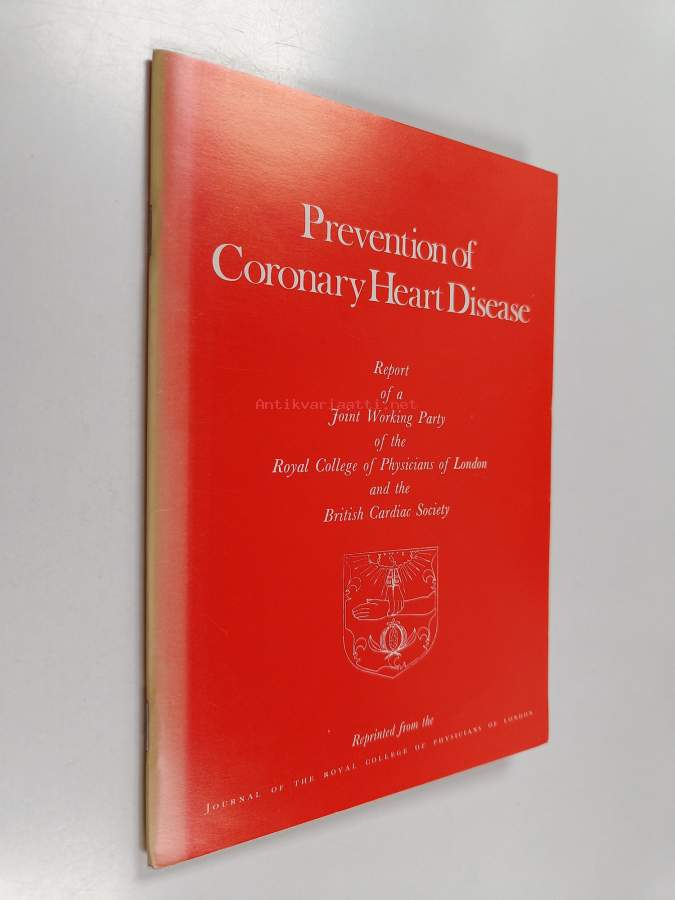 Prevention of
Coronary Heart Disease
Report
of a
Antikvariaatti.net
Joint Working Party
of the
Royal College of Physicians of London
and the
British Cardiac Society
Reprinted from the
JOURNAL OF THE ROYAL COLLEGE OF PHYSICIANS OF LONDON